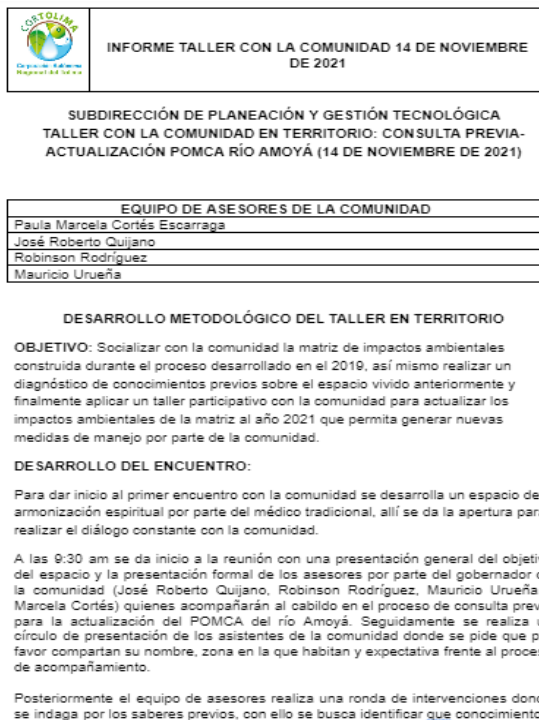 CORTOLIMA
Corporación Autónoma
Regional del Tolima
INFORME TALLER CON LA COMUNIDAD 14 DE NOVIEMBRE
DE 2021
SUBDIRECCIÓN DE PLANEACIÓN Y GESTIÓN TECNOLÓGICA
TALLER CON LA COMUNIDAD EN TERRITORIO: CONSULTA PREVIA-
ACTUALIZACIÓN POMCA RÍO AMOYÁ (14 DE NOVIEMBRE DE 2021)
EQUIPO DE ASESORES DE LA COMUNIDAD
Paula Marcela Cortés Escarraga
José Roberto Quijano
Robinson Rodríguez
Mauricio Urueña
DESARROLLO METODOLÓGICO DEL TALLER EN TERRITORIO
OBJETIVO: Socializar con la comunidad la matriz de impactos ambientales
construida durante el proceso desarrollado en el 2019, así mismo realizar un
diagnóstico de conocimientos previos sobre el espacio vivido anteriormente y
finalmente aplicar un taller participativo con la comunidad para actualizar los
impactos ambientales de la matriz al año 2021 que permita generar nuevas
medidas de manejo por parte de la comunidad.
DESARROLLO DEL ENCUENTRO:
Para dar inicio al primer encuentro con la comunidad se desarrolla un espacio de
armonización espiritual por parte del médico tradicional, allí se da la apertura para
realizar el diálogo constante con la comunidad.
A las 9:30 am se da inicio a la reunión con una presentación general del objetiv
del espacio y la presentación formal de los asesores por parte del gobernador
la comunidad (José Roberto Quijano, Robinson Rodríguez, Mauricio Urueña
Marcela Cortés) quienes acompañarán al cabildo en el proceso de consulta prev
para la actualización del POMCA del río Amoyá. Seguidamente se realiza
círculo de presentación de los asistentes de la comunidad donde se pide que p
favor compartan su nombre, zona en la que habitan y expectativa frente al proces
de acompañamiento.
Posteriormente el equipo de asesores realiza una ronda de intervenciones dond
se indaga por los saberes previos, con ello se busca identificar que conocimiento